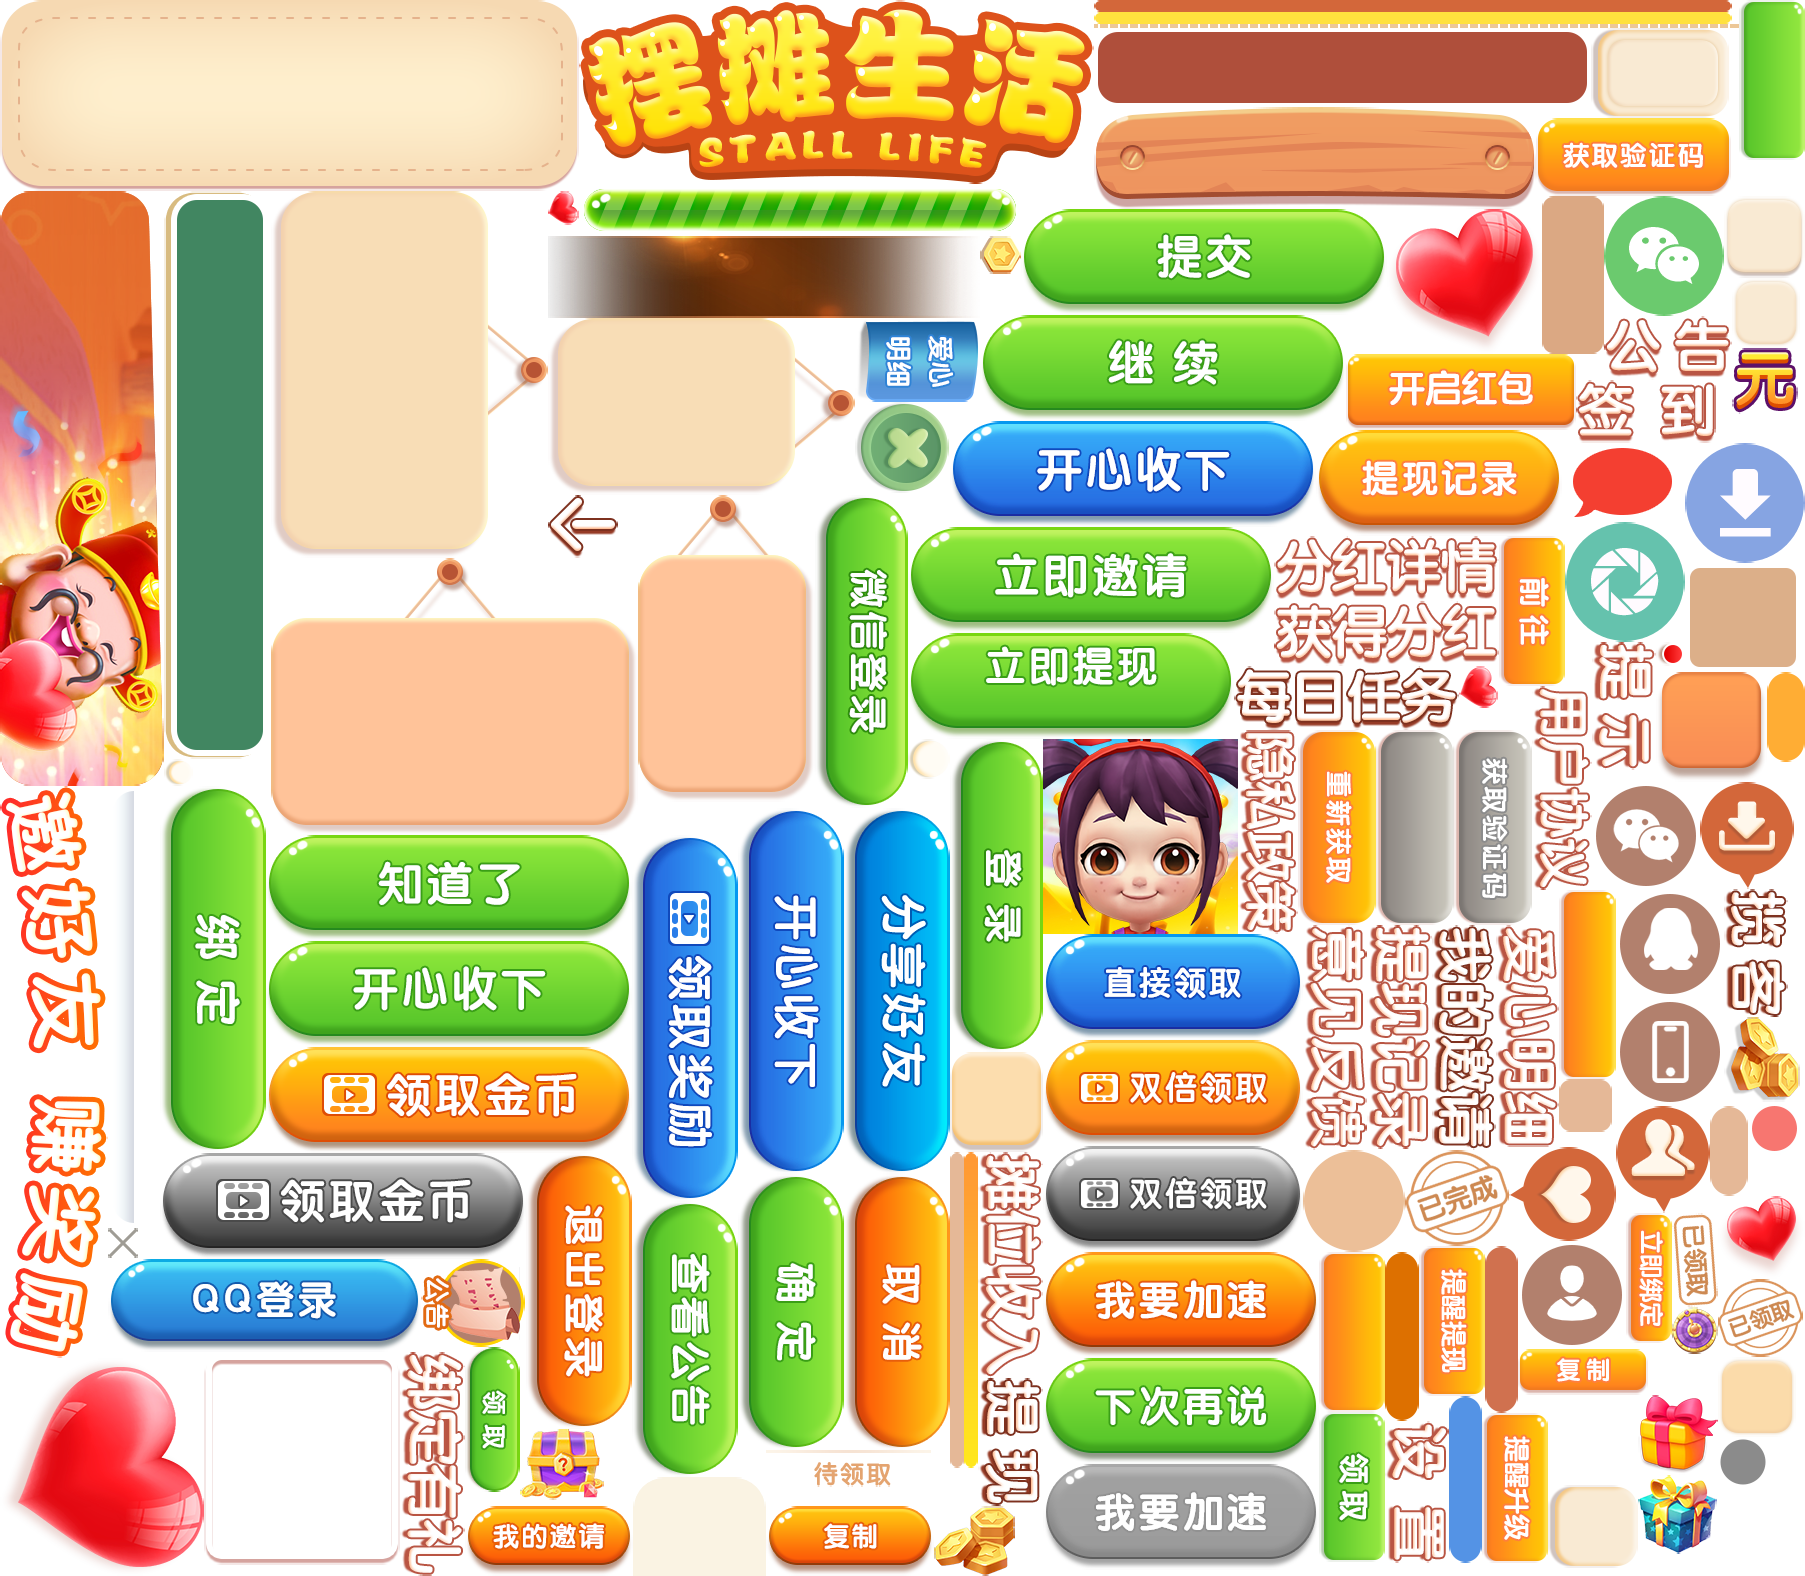 摆摊生活
STALL LIFE
获取验证码
提交
继续
爱心
明细
开启红包
公告
签到
元
开心收下
提现记录
微信登录
立即邀请
立即提现
分红详情
获得分红
每日任务
前往
提示
用户协议
隐私政策
重新获取
获取验证码
登录
邀好友 赚奖励
绑定
知道了
开心收下
领取金币
领取奖励
开心收下
分享好友
直接领取
双倍领取
意见反馈
提现记录
我的邀请
爱心明细
揽客
领取金币
退出登录
查看公告
确定
取消
摊位收入
提现
双倍领取
已完成
QQ登录
公告
我要加速
提醒提现
立即绑定
已领取
已领取
复制
绑定有礼
领取
下次再说
领取
设置
提醒升级
待领取
我的邀请
复制
我要加速